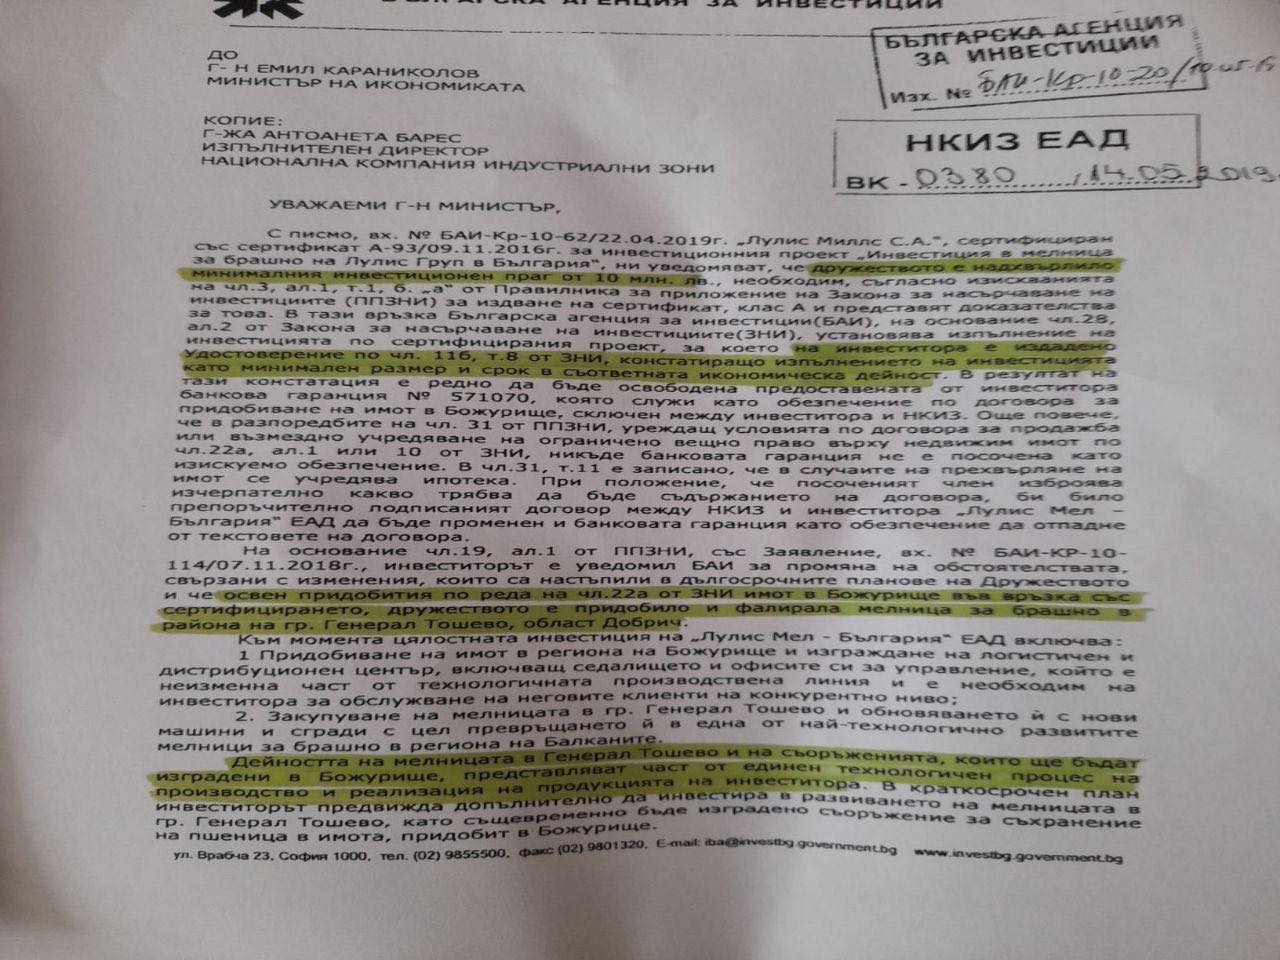 БЪЛГАРСКА АГЕНЦИЯ ЗА ИНВЕСТИЦИИ
БЪЛГАРСКА АГЕНЦИЯ
ЗА ИНВЕСТИЦИИ
Изх. № БАИ-Кр-10-20/
ДО
Г- Н ЕМИЛ КАРАНИКОЛОВ
МИНИСТЪР НА ИКОНОМИКАТА
НКИЗ ЕАД
ВК - 0380 , 14.05.2019
КОПИЕ:
Г-ЖА АНТОАНЕТА БАРЕС
ИЗПЪЛНИТЕЛЕН ДИРЕКТОР
НАЦИОНАЛНА КОМПАНИЯ ИНДУСТРИАЛНИ ЗОНИ
УВАЖАЕМИ Г-Н МИНИСТЪР,
С писмо, вх. № БАИ-Кр-10-62/22.04.2019г. „Лулис Миллс С.А.", сертифициран
със сертификат А-93/09.11.2016г. за инвестиционния проект „Инвестиция в мелница
за брашно на Лулис Груп в България", ни уведомяват, че дружеството е надхвърлило
минималния инвестиционен праг от 10 млн. лв., необходим, съгласно изискванията
на чл.3, ал.1, т.1, б. „а" от Правилника за приложение на Закона за насърчаване на
инвестициите (ППЗНИ) за издаване на сертификат, клас А и представят доказателства
за това. В тази връзка Българска агенция за инвестиции(БАИ), на основание чл.28,
ал.2 от Закона за насърчаване на инвестициите(ЗНИ), установява изпълнение на
инвестицията по сертифицирания проект, за което на инвеститора е издадено
Удостоверение по чл. 11б, т.8 от ЗНИ, констатиращо изпълнението на инвестицията
като минимален размер и срок в съответната икономическа дейност. В резултат на
тази констатация е редно да бъде освободена предоставената от инвеститора
банкова гаранция № 571070, която служи като обезпечение по договора за
придобиване на имот в Божурище, сключен между инвеститора и НКИЗ. Още повече,
че в разпоредбите на чл. 31 от ППЗНИ, уреждащ условията по договора за продажба
или възмездно учредяване на ограничено вещно право върху недвижим имот по
чл.22а, ал.1 или 10 от ЗНИ, никъде банковата гаранция не е посочена като
изискуемо обезпечение. В чл.31, т.11 е записано, че в случаите на прехвърляне на
имот се учредява ипотека. При положение, че посоченият член изброява
изчерпателно какво трябва да бъде съдържанието на договора, би било
препоръчително подписаният договор между НКИЗ и инвеститора „Лулис Мел –
България" ЕАД да бъде променен и банковата гаранция като обезпечение да отпадне
от текстовете на договора.
На основание чл.19, ал.1 от ППЗНИ, със Заявление, вх. № БАИ-КР-10-
114/07.11.2018г., инвеститорът е уведомил БАИ за промяна на обстоятелствата,
свързани с изменения, които са настъпили в дългосрочните планове на Дружеството
и че освен придобития по реда на чл.22а от ЗНИ имот в Божурище във връзка със
сертифицирането, дружеството е придобило и фалирала мелница за брашно в
района на гр. Генерал Тошево, област Добрич.
Към момента цялостната инвестиция на „Лулис Мел - България" ЕАД включва:
1 Придобиване на имот в региона на Божурище и изграждане на логистичен и
дистрибуционен център, включващ седалището и офисите си за управление, който е
неизменна част от технологичната производствена линия и е необходим на
инвеститора за обслужване на неговите клиенти на конкурентно ниво;
2. Закупуване на мелницата в гр. Генерал Тошево и обновяването ѝ с нови
машини и сгради с цел превръщането й в една от най-технологично развитите
мелници за брашно в региона на Балканите.
Дейността на мелницата в Генерал Тошево и на съоръженията, които ще бъдат
изградени в Божурище, представляват част от единен технологичен процес на
производство и реализация на продукцията на инвеститора. В краткосрочен план
инвеститорът предвижда допълнително да инвестира в развиването на мелницата в
гр. Генерал Тошево, като същевременно бъде изградено съоръжение за съхранение
на пшеница в имота, придобит в Божурище.
ул. Врабча 23, София 1000, тел. (02) 9855500, факс (02) 9801320, E-mail: iba@investbg.government.bg www.investbg.government.bg